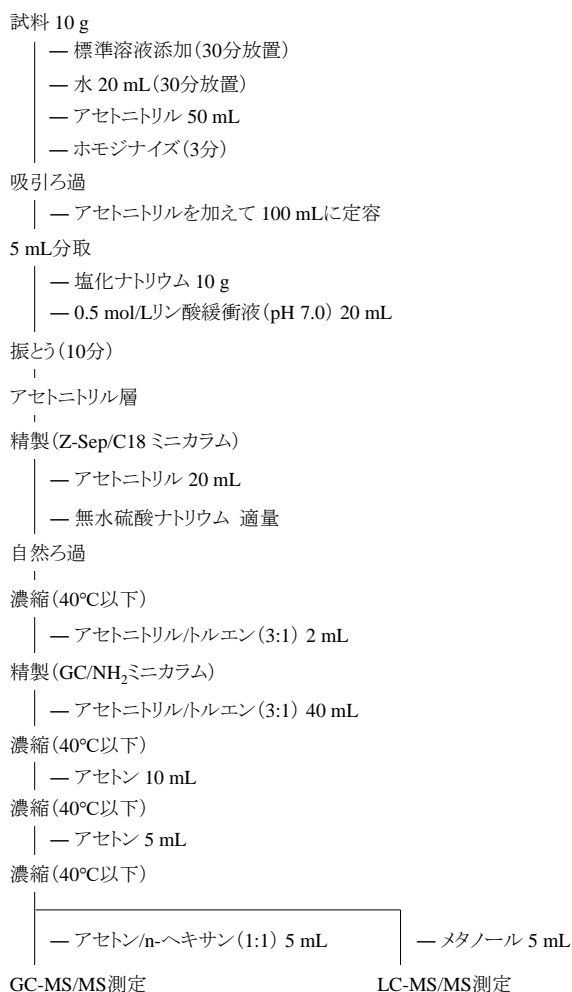 試料 10 g
― 標準溶液添加（30分放置）
― 水 20 mL（30分放置）
― アセトニトリル 50 mL
― ホモジナイズ（3分）
吸引ろ過
― アセトニトリルを加えて 100 mLに定容
5 mL分取
― 塩化ナトリウム 10 g
― 0.5 mol/Lリン酸緩衝液（pH 7.0） 20 mL
振とう（10分）
アセトニトリル層
精製（Z-Sep/C18 ミニカラム）
― アセトニトリル 20 mL
― 無水硫酸ナトリウム 適量
自然ろ過
濃縮（40℃以下）
― アセトニトリル/トルエン（3:1） 2 mL
精製（GC/NH2ミニカラム）
― アセトニトリル/トルエン（3:1） 40 mL
濃縮（40℃以下）
― アセトン 10 mL
濃縮（40℃以下）
― アセトン 5 mL
濃縮（40℃以下）
― アセトン/n-ヘキサン（1:1） 5 mL ― メタノール 5 mL
GC-MS/MS測定 LC-MS/MS測定